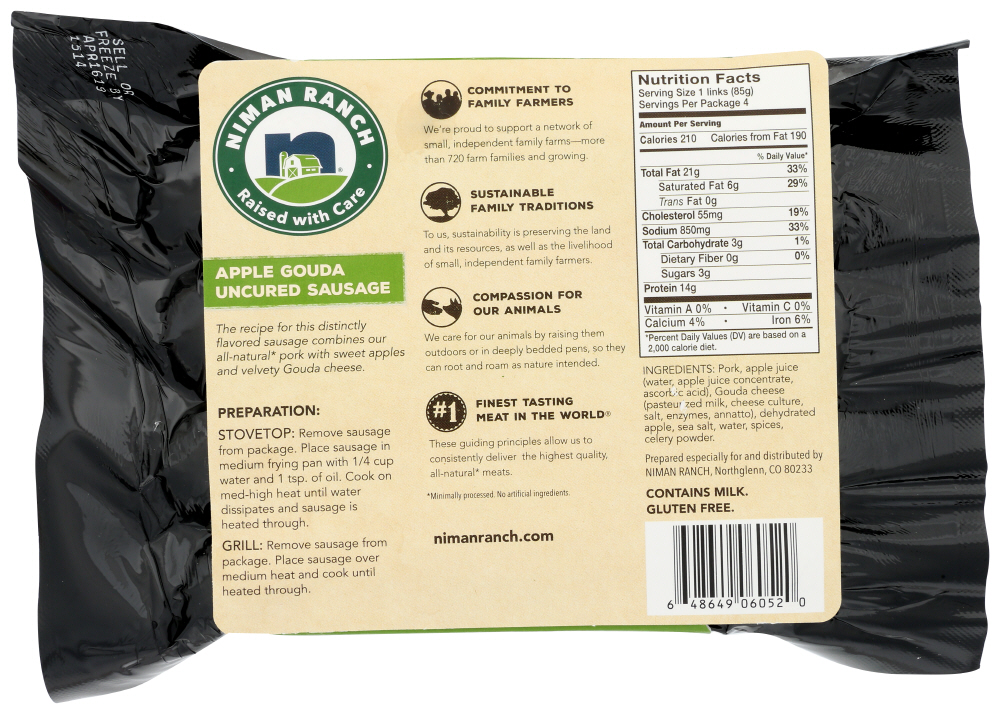 SELL OR
FREEZE BY
APR1619
1514
NIMAN RANCH
n
®
Raised with Care
APPLE GOUDA
UNCURED SAUSAGE
The recipe for this distinctly
flavored sausage combines our
all-natural* pork with sweet apples
and velvety Gouda cheese.
PREPARATION:
STOVETOP: Remove sausage
from package. Place sausage in
medium frying pan with 1/4 cup
water and 1 tsp. of oil. Cook on
med-high heat until water
dissipates and sausage is
heated through.
GRILL: Remove sausage from
package. Place sausage over
medium heat and cook until
heated through.
COMMITMENT TO
FAMILY FARMERS
We're proud to support a network of
small, independent family farms—more
than 720 farm families and growing.
SUSTAINABLE
FAMILY TRADITIONS
To us, sustainability is preserving the land
and its resources, as well as the livelihood
of small, independent family farmers.
COMPASSION FOR
OUR ANIMALS
We care for our animals by raising them
outdoors or in deeply bedded pens, so they
can root and roam as nature intended.
#1
FINEST TASTING
MEAT IN THE WORLD®
These guiding principles allow us to
consistently deliver the highest quality,
all-natural* meats.
*Minimally processed. No artificial ingredients.
nimanranch.com
Nutrition Facts
Serving Size 1 links (85g)
Servings Per Package 4
Amount Per Serving
Calories 210 Calories from Fat 190
% Daily Value*
Total Fat 21g 33%
Saturated Fat 6g 29%
Trans Fat 0g
Cholesterol 55mg 19%
Sodium 850mg 33%
Total Carbohydrate 3g 1%
Dietary Fiber 0g 0%
Sugars 3g
Protein 14g
Vitamin A 0% • Vitamin C 0%
Calcium 4% • Iron 6%
*Percent Daily Values (DV) are based on a
2,000 calorie diet.
INGREDIENTS: Pork, apple juice
(water, apple juice concentrate,
ascorbic acid), Gouda cheese
(pasteurized milk, cheese culture,
salt, enzymes, annatto), dehydrated
apple, sea salt, water, spices,
celery powder.
Prepared especially for and distributed by
NIMAN RANCH, Northglenn, CO 80233
CONTAINS MILK.
GLUTEN FREE.
6 48649 06052 0